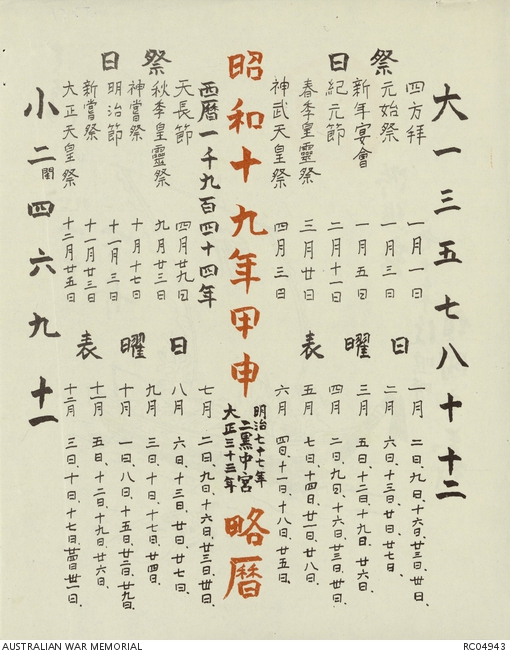 大一三五七八十十二
祭日
四方拝 一月一日
元始祭 一月三日
新年宴會 一月五日
紀元節 二月十一日
春季皇靈祭 三月廿日
神武天皇祭 四月三日
日曜表
一月 二日、九日、十六日、廿三日、卅日、
二月 六日、十三日、廿日、廿七日、
三月 五日、十二日、十九日、廿六日、
四月 二日、九日、十六日、廿三日、卅日、
五月 七日、十四日、廿一日、廿八日、
六月 四日、十一日、十八日、廿五日、
昭和十九年甲申
明治七十七年
二黒中宮
大正三十三年
略暦
西暦一千九百四十四年
祭日
天長節 四月廿九日
秋季皇靈祭 九月廿三日
神嘗祭 十月十七日
明治節 十一月三日
新嘗祭 十一月廿三日
大正天皇祭 十二月廿五日
日曜表
七月 二日、九日、十六日、廿三日、卅日、
八月 六日、十三日、廿日、廿七日、
九月 三日、十日、十七日、廿四日、
十月 一日、八日、十五日、廿二日、廿九日、
十一月 五日、十二日、十九日、廿六日、
十二月 三日、十日、十七日、廿四日、卅一日、
小二閏四六九十一
AUSTRALIAN WAR MEMORIAL
RC04943